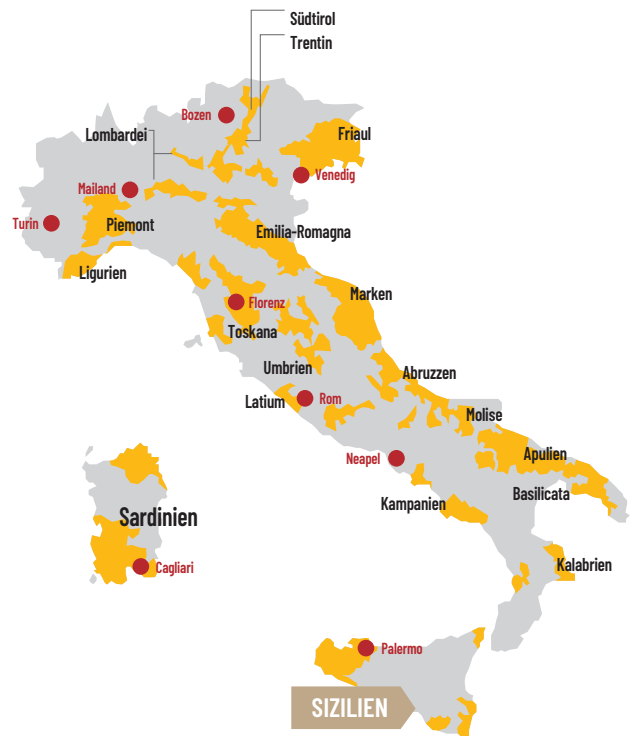 Südtirol
Trentin
Bozen
Lombardei
Friaul
Venedig
Mailand
Turin
Piemont
Emilia-Romagna
Ligurien
Marken
Florenz
Toskana
Umbrien
Abruzzen
Latium
Rom
Molise
Neapel
Apulien
Basilicata
Kampanien
Sardinien
Cagliari
Kalabrien
Palermo
SIZILIEN